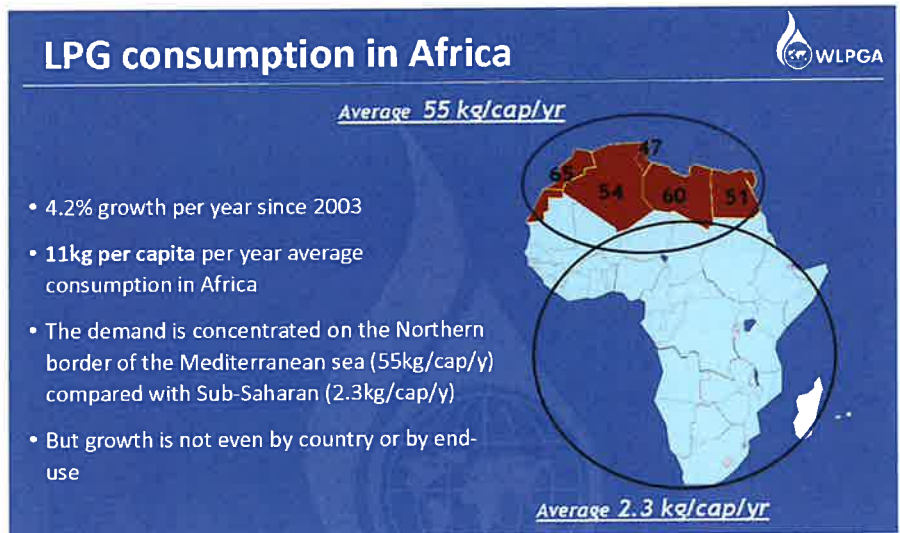 LPG consumption in Africa
WLPGA
Average 55 kg/cap/yr
47
65
54
60
51
• 4.2% growth per year since 2003
• 11kg per capita per year average
consumption in Africa
• The demand is concentrated on the Northern
border of the Mediterranean sea (55kg/cap/y)
compared with Sub-Saharan (2.3kg/cap/y)
• But growth is not even by country or by end-
use
Average 2.3 kg/cap/yr